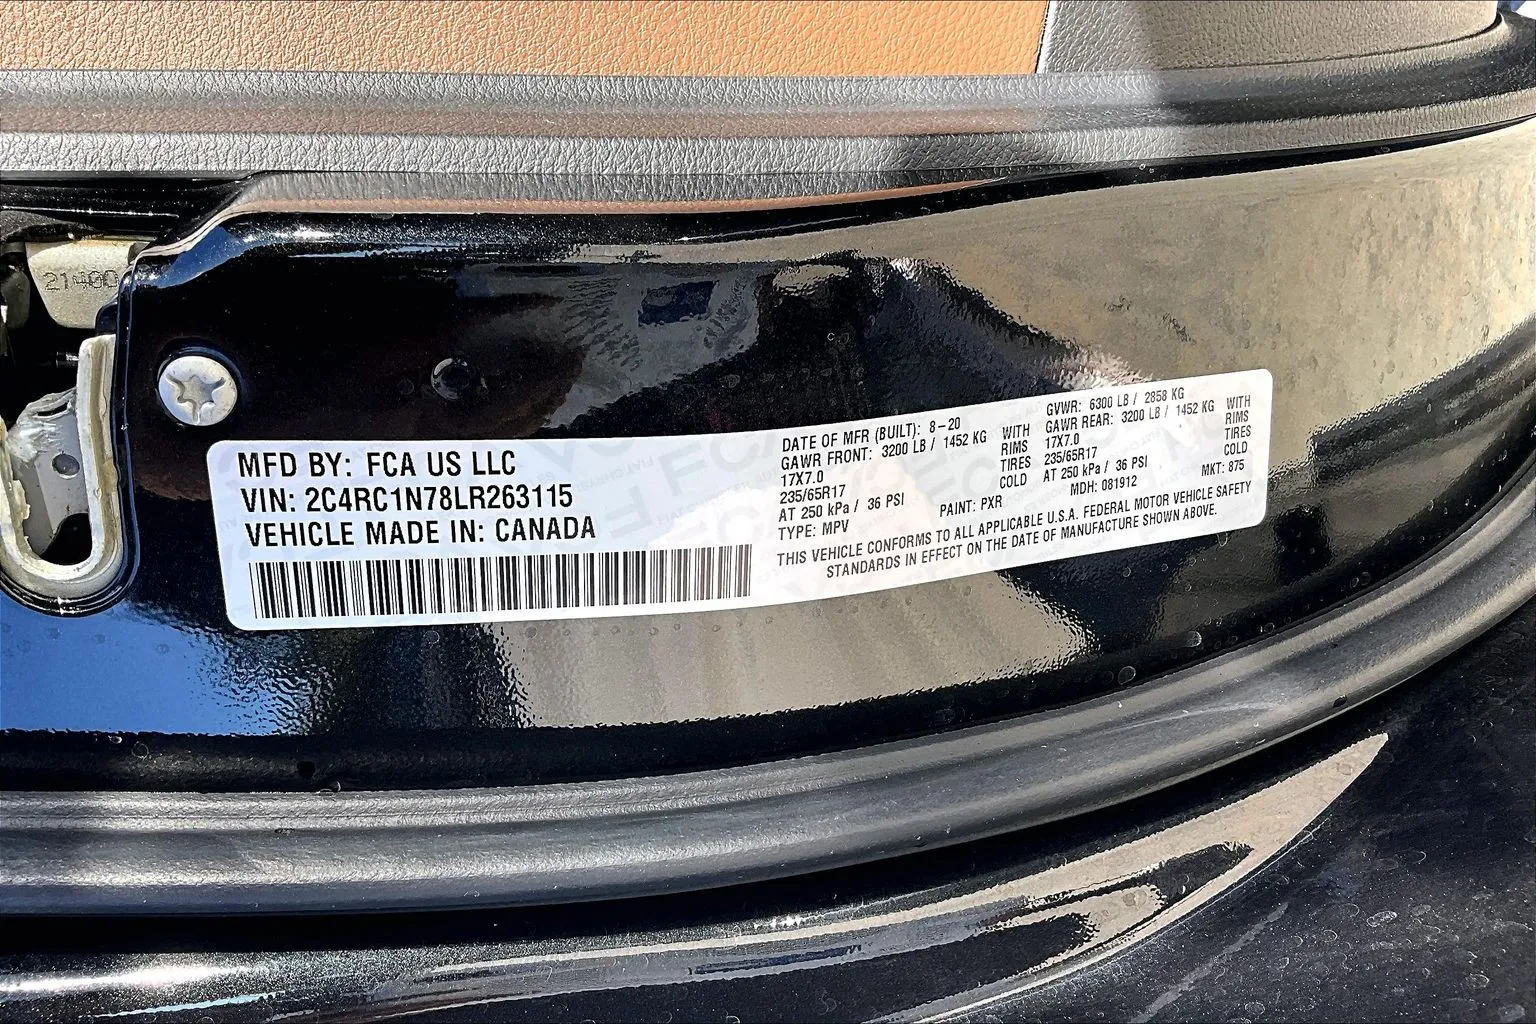 21400
MFD BY: FCA US LLC
VIN: 2C4RC1N78LR263115
VEHICLE MADE IN: CANADA
DATE OF MFR (BUILT): 8-20
GAWR FRONT: 3200 LB / 1452 KG WITH
17X7.0 RIMS
235/65R17 TIRES
AT 250 kPa / 36 PSI COLD
TYPE: MPV PAINT: PXR
GVWR: 6300 LB / 2858 KG
GAWR REAR: 3200 LB / 1452 KG WITH
17X7.0 RIMS
235/65R17 TIRES
AT 250 kPa / 36 PSI COLD
MDH: 081912 MKT: 875
THIS VEHICLE CONFORMS TO ALL APPLICABLE U.S.A. FEDERAL MOTOR VEHICLE SAFETY
STANDARDS IN EFFECT ON THE DATE OF MANUFACTURE SHOWN ABOVE.